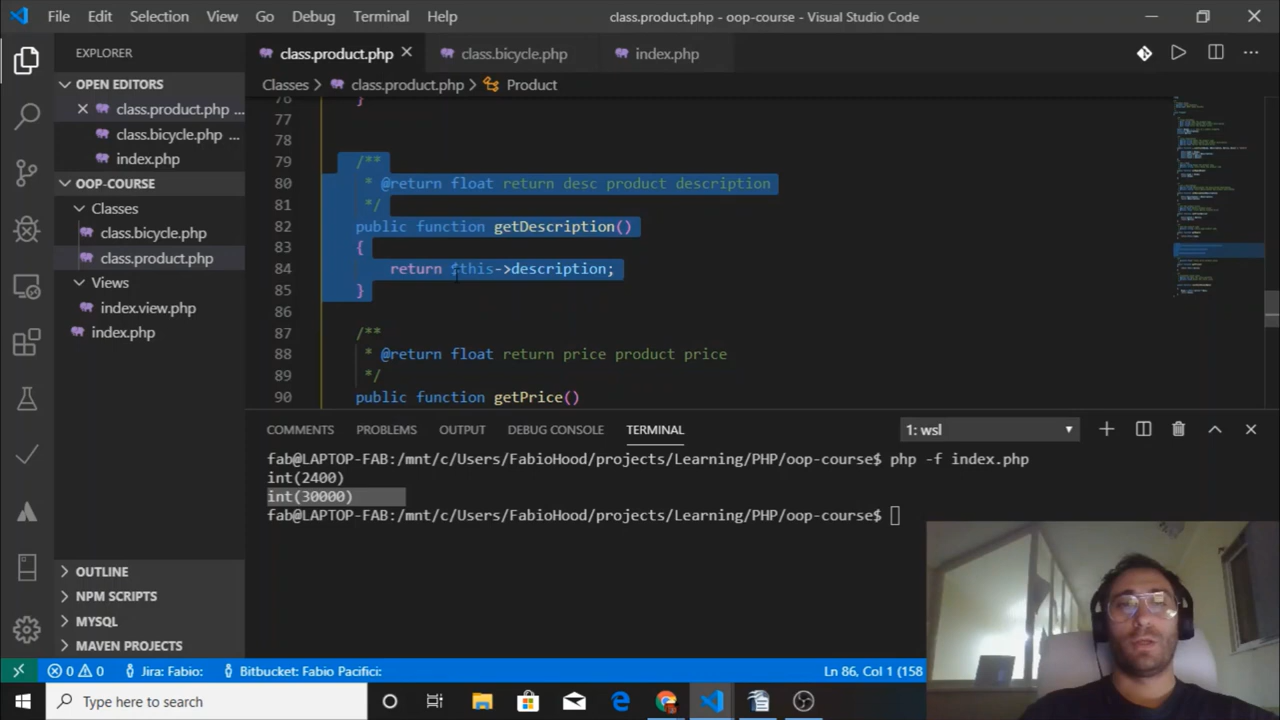 File Edit Selection View Go Debug Terminal Help
class.product.php - oop-course - Visual Studio Code
EXPLORER
OPEN EDITORS
class.product.php ...
class.bicycle.php ...
index.php
OOP-COURSE
Classes
class.bicycle.php
class.product.php
Views
index.view.php
index.php
OUTLINE
NPM SCRIPTS
MYSQL
MAVEN PROJECTS
class.product.php class.bicycle.php index.php
Classes > class.product.php > Product
76 }
77
78
79 /**
80 * @return float return desc product description
81 */
82 public function getDescription()
83 {
84 return $this->description;
85 }
86
87 /**
88 * @return float return price product price
89 */
90 public function getPrice()
COMMENTS PROBLEMS OUTPUT DEBUG CONSOLE TERMINAL 1: wsl
fab@LAPTOP-FAB:/mnt/c/Users/FabioHood/projects/Learning/PHP/oop-course$ php -f index.php
int(2400)
int(30000)
fab@LAPTOP-FAB:/mnt/c/Users/FabioHood/projects/Learning/PHP/oop-course$
0 0 Jira: Fabio: Bitbucket: Fabio Pacifici: Ln 86, Col 1 (158
Type here to search